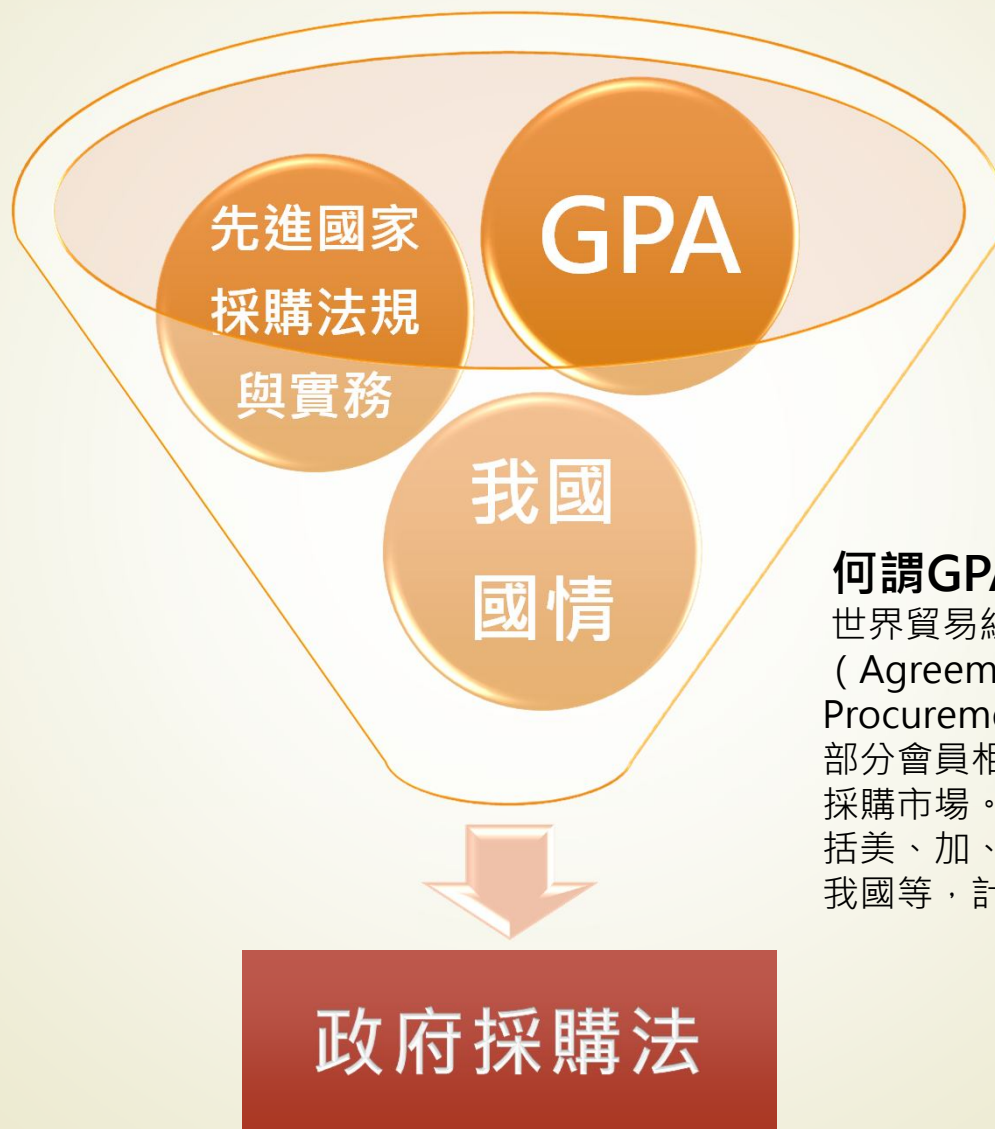 先進國家
採購法規
與實務
GPA
我國
國情
何謂GPA
世界貿易
（Agreem
Procureme
部分會員相
採購市場。
括美、加、
我國等，計
政府採購法